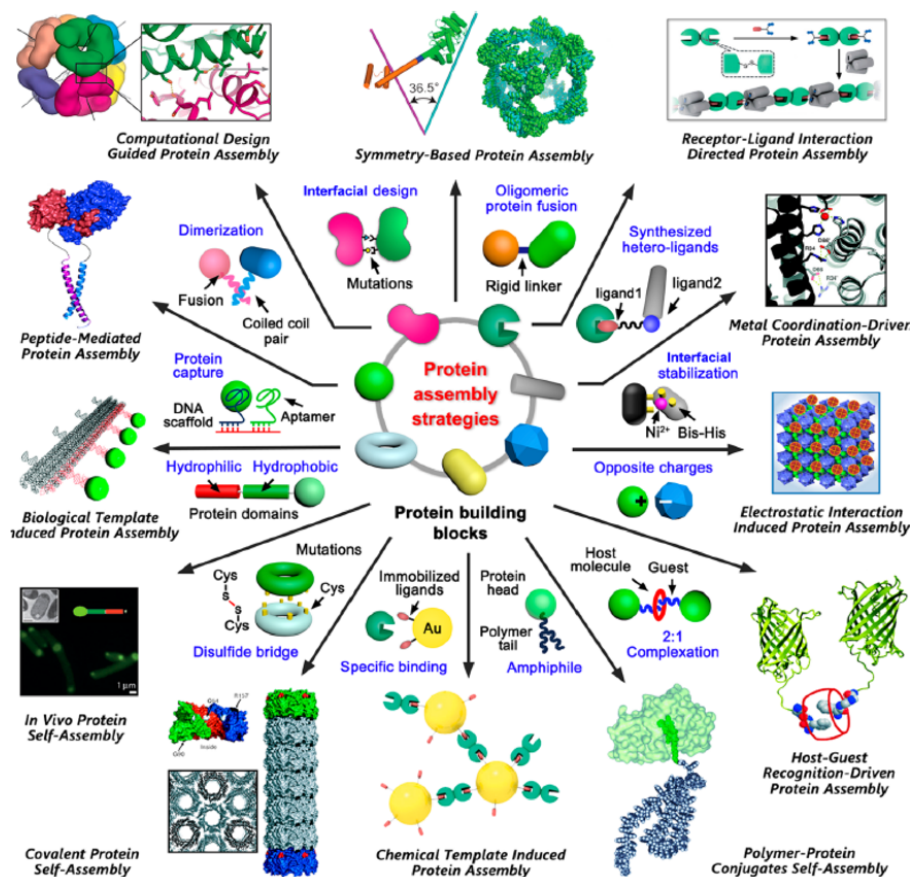 36.5°
Computational Design
Guided Protein Assembly
Symmetry-Based Protein Assembly
Receptor-Ligand Interaction
Directed Protein Assembly
Interfacial design
Mutations
Oligomeric
protein fusion
Rigid linker
Synthesized
hetero-ligands
ligand1
ligand2
Dimerization
Fusion
Coiled coil
pair
Peptide-Mediated
Protein Assembly
Metal Coordination-Driven
Protein Assembly
Protein
assembly
strategies
Protein
capture
DNA
scaffold
Aptamer
Interfacial
stabilization
Ni²⁺
Bis-His
Hydrophilic
Hydrophobic
Protein domains
Opposite charges
+
−
Biological Template
nduced Protein Assembly
Electrostatic Interaction
Induced Protein Assembly
Protein building
blocks
Cys
S
S
Cys
Mutations
Cys
Disulfide bridge
Immobilized
ligands
Au
Specific binding
Protein
head
Polymer
tail
Amphiphile
Host
molecule
Guest
2:1
Complexation
1 µm
In Vivo Protein
Self-Assembly
Inside
Host-Guest
Recognition-Driven
Protein Assembly
Covalent Protein
Self-Assembly
Chemical Template Induced
Protein Assembly
Polymer-Protein
Conjugates Self-Assembly